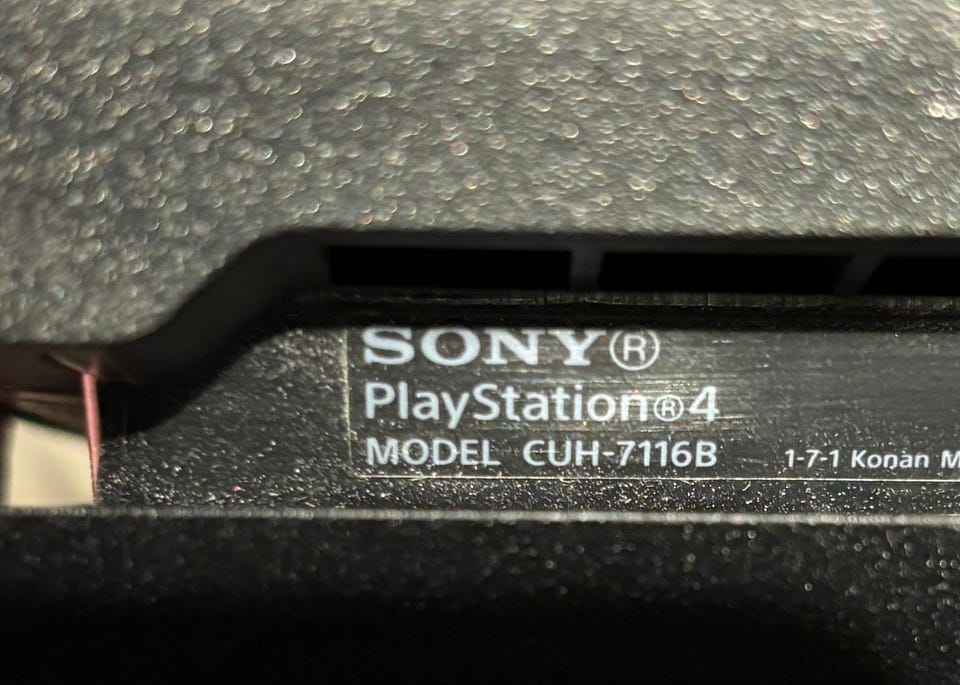 SONY®
PlayStation®4
MODEL CUH-7116B
1-7-1 Konan